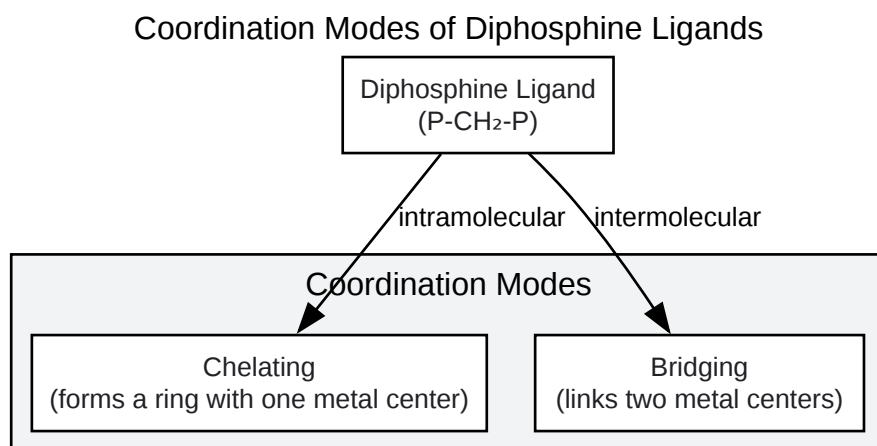 Coordination Modes of Diphosphine Ligands
Diphosphine Ligand
(P-CH₂-P)
intramolecular
intermolecular
Coordination Modes
Chelating
(forms a ring with one metal center)
Bridging
(links two metal centers)